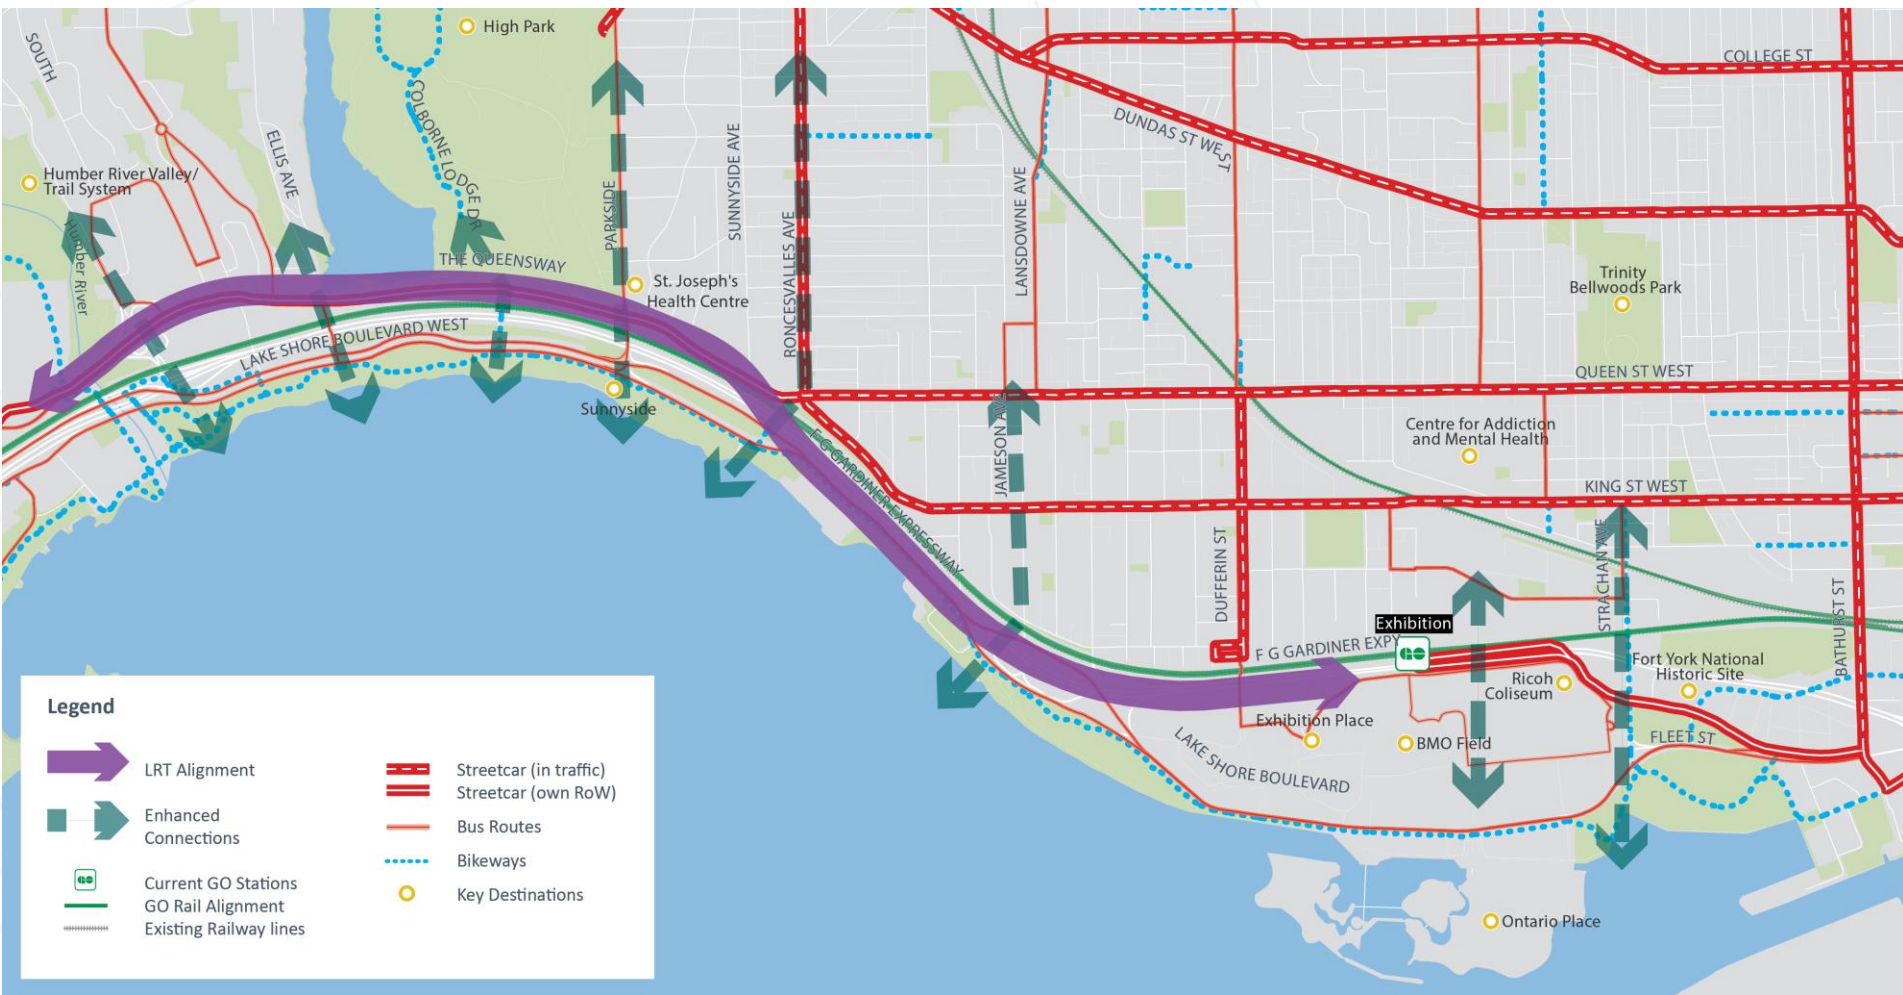 High Park
SOUTH
COLLEGE ST
COLBORNE LODGE DR
DUNDAS ST WEST
ELLIS AVE
SUNNYSIDE AVE
Humber River Valley/
Trail System
LANSDOWNE AVE
PARKSIDE
RONCESVALLES AVE
Humber River
THE QUEENSWAY
St. Joseph's
Health Centre
Trinity
Bellwoods Park
LAKE SHORE BOULEVARD WEST
QUEEN ST WEST
Sunnyside
JAMESON AVE
Centre for Addiction
and Mental Health
F G GARDINER EXPRESSWAY
KING ST WEST
DUFFERIN ST
STRACHAN AVE
BATHURST ST
Exhibition
F G GARDINER EXPY
GO
Ricoh
Coliseum
Fort York National
Historic Site
Exhibition Place
BMO Field
FLEET ST
LAKE SHORE BOULEVARD
Ontario Place
Legend
LRT Alignment
Enhanced
Connections
GO
Current GO Stations
GO Rail Alignment
Existing Railway lines
Streetcar (in traffic)
Streetcar (own RoW)
Bus Routes
Bikeways
Key Destinations